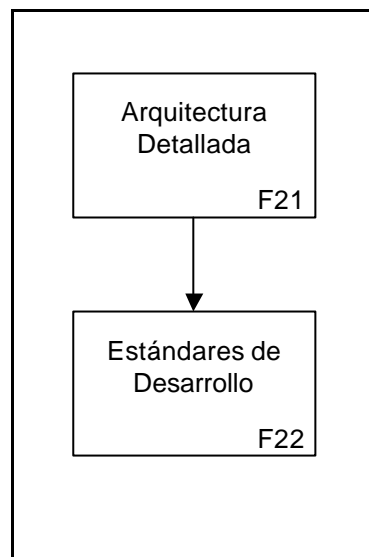 Arquitectura
Detallada
F21
Estándares de
Desarrollo
F22